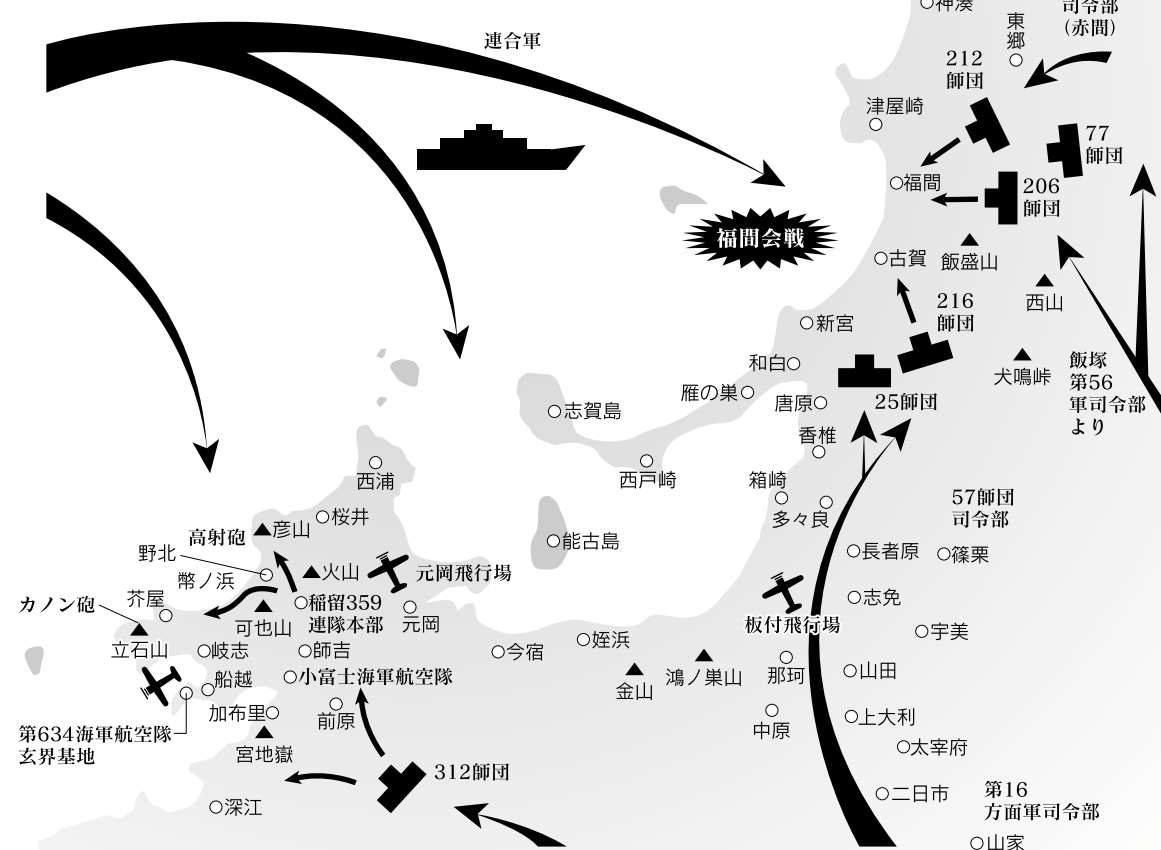 神湊
司令部
(赤間)
東郷
連合軍
212
師団
津屋崎
77
師団
福間
206
師団
福間会戦
古賀
飯盛山
西山
216
師団
新宮
和白
犬鳴峠
飯塚
第56
軍司令部
より
雁の巣
唐原
25師団
志賀島
香椎
西戸崎
箱崎
西浦
多々良
57師団
司令部
桜井
彦山
高射砲
能古島
長者原
篠栗
野北
火山
元岡飛行場
幣ノ浜
志免
カノン砲
芥屋
稲留359
連隊本部
元岡
板付飛行場
宇美
可也山
立石山
岐志
師吉
今宿
姪浜
那珂
山田
船越
小富士海軍航空隊
金山
鴻ノ巣山
加布里
前原
中原
上大利
第634海軍航空隊
玄界基地
宮地嶽
太宰府
312師団
二日市
第16
方面軍司令部
深江
山家